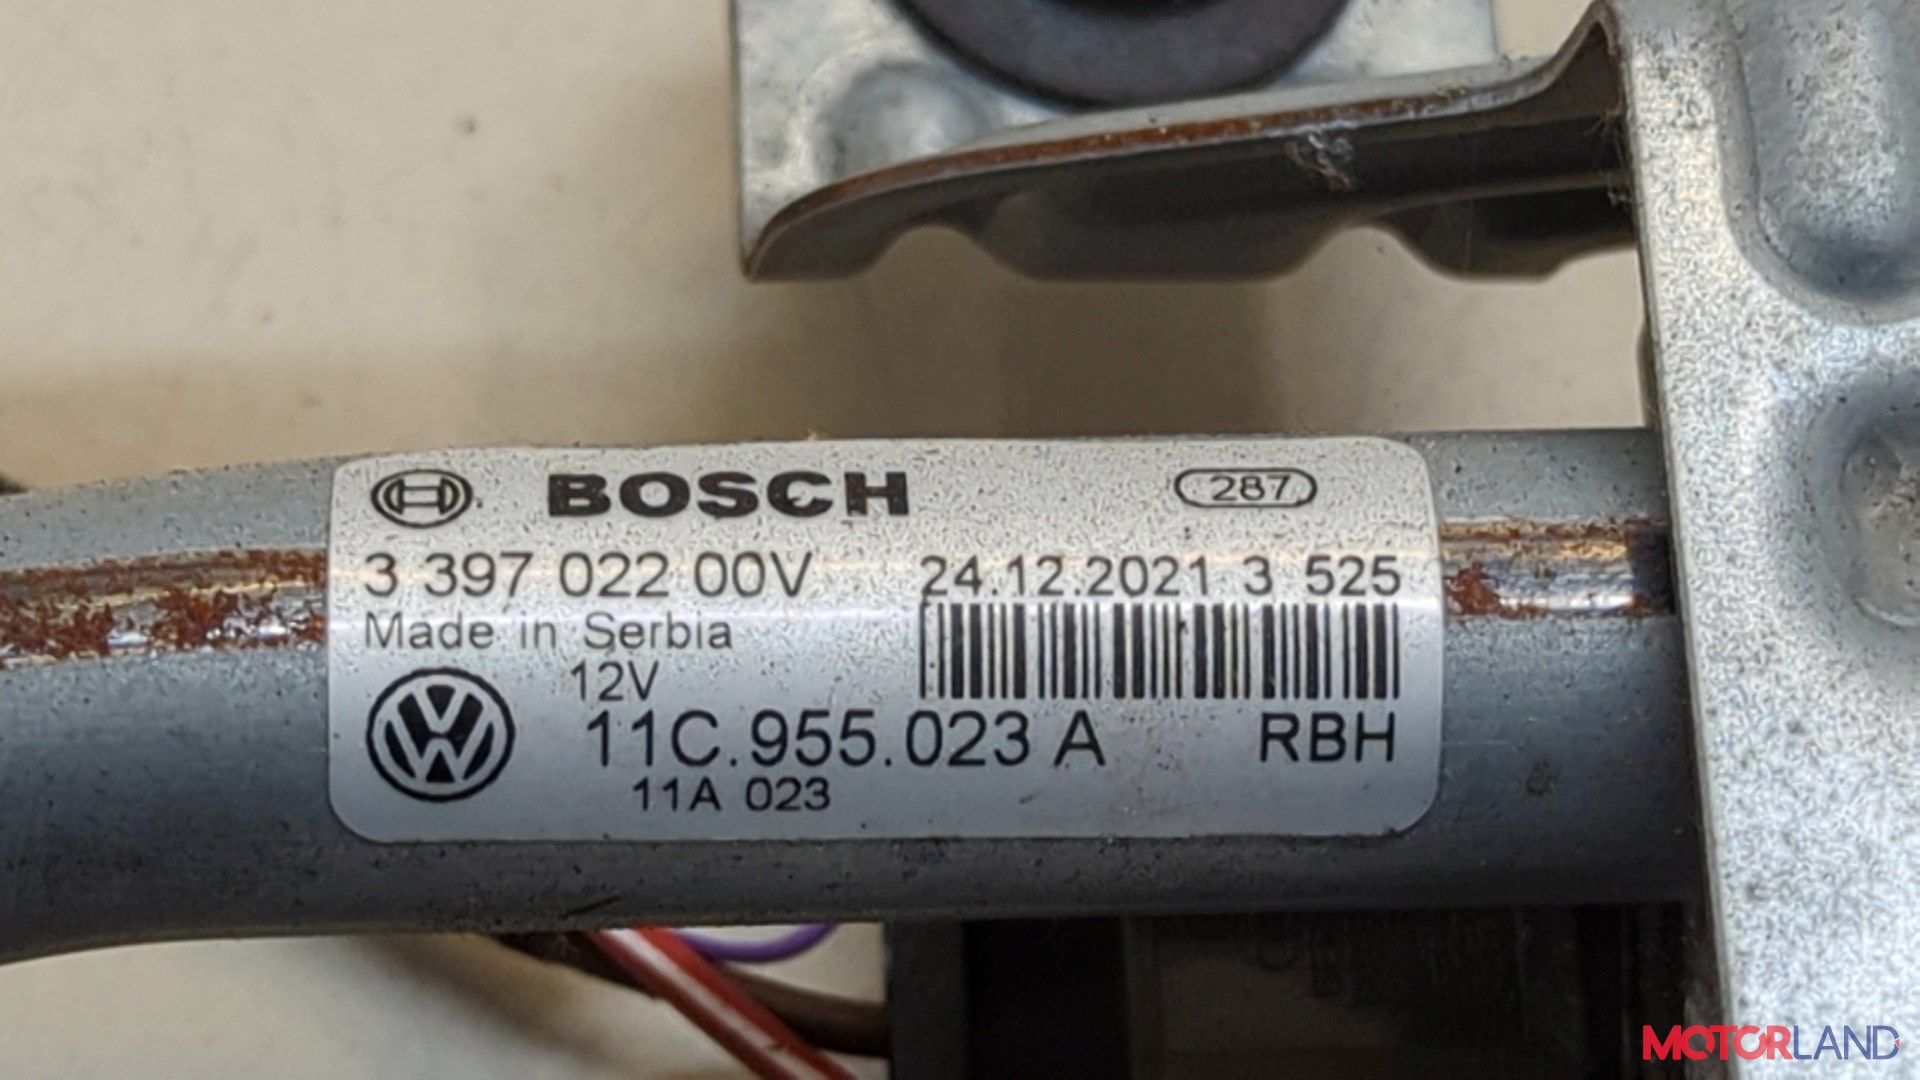 BOSCH 287
3 397 022 00V 24.12.2021 3 525
Made in Serbia
12V
11C.955.023 A RBH
11A 023
MOTORLAND